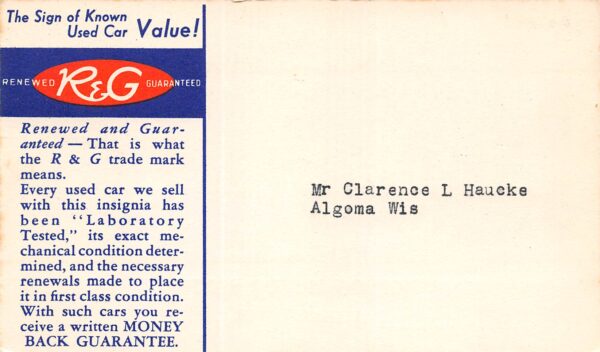 The Sign of Known
Used Car Value!
RENEWED R&G GUARANTEED
Renewed and Guar-
anteed — That is what
the R & G trade mark
means.
Every used car we sell
with this insignia has
been "Laboratory
Tested," its exact me-
chanical condition deter-
mined, and the necessary
renewals made to place
it in first class condition.
With such cars you re-
ceive a written MONEY
BACK GUARANTEE.
Mr Clarence L Haucke
Algoma Wis